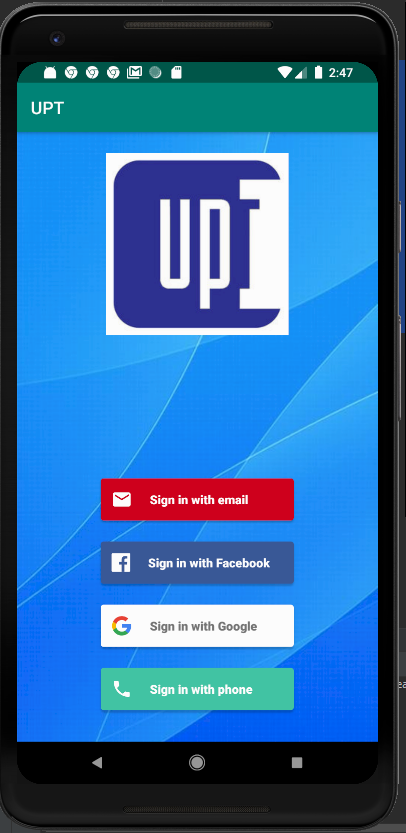 2:47
UPT
UPT
Sign in with email
Sign in with Facebook
Sign in with Google
Sign in with phone